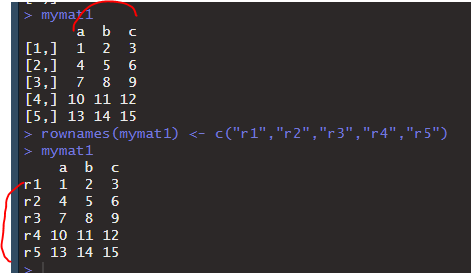 > mymat1
      a  b  c
[1,]  1  2  3
[2,]  4  5  6
[3,]  7  8  9
[4,] 10 11 12
[5,] 13 14 15
> rownames(mymat1) <- c("r1","r2","r3","r4","r5")
> mymat1
    a  b  c
r1  1  2  3
r2  4  5  6
r3  7  8  9
r4 10 11 12
r5 13 14 15
>